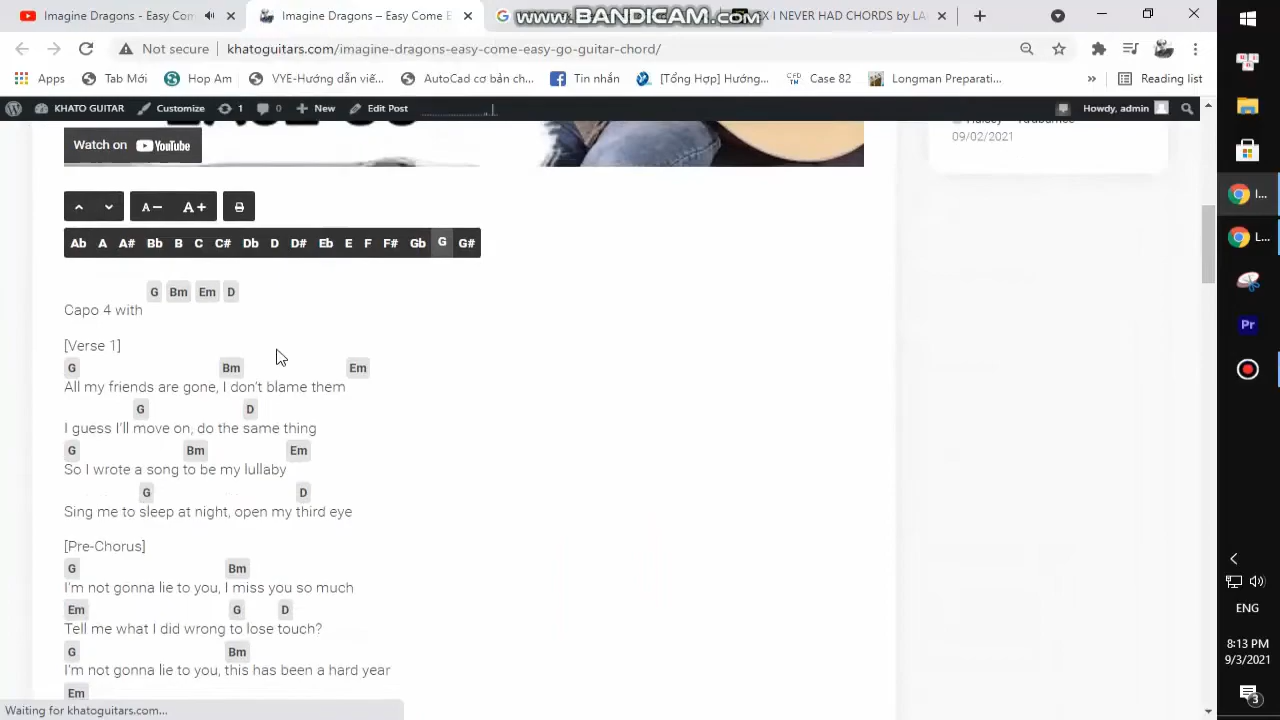 Imagine Dragons - Easy Com
Imagine Dragons – Easy Come E
www.BANDICAM.com
X I NEVER HAD CHORDS by LA
Not secure
khatoguitars.com/imagine-dragons-easy-come-easy-go-guitar-chord/
Apps
Tab Mới
Hop Am
VYE-Hướng dẫn viế...
AutoCad cơ bản ch...
Tin nhắn
[Tổng Hợp] Hướng...
Case 82
Longman Preparati...
»
Reading list
KHATO GUITAR
Customize
1
0
New
Edit Post
Howdy, admin
09/02/2021
Watch on YouTube
A− A+
Ab A A# Bb B C C# Db D D# Eb E F F# Gb G G#
G Bm Em D
Capo 4 with
[Verse 1]
G Bm Em
All my friends are gone, I don't blame them
G D
I guess I'll move on, do the same thing
G Bm Em
So I wrote a song to be my lullaby
G D
Sing me to sleep at night, open my third eye
[Pre-Chorus]
G Bm
I'm not gonna lie to you, I miss you so much
Em G D
Tell me what I did wrong to lose touch?
G Bm
I'm not gonna lie to you, this has been a hard year
Em
Waiting for khatoguitars.com...
I...
L...
Pr
ENG
8:13 PM
9/3/2021
3